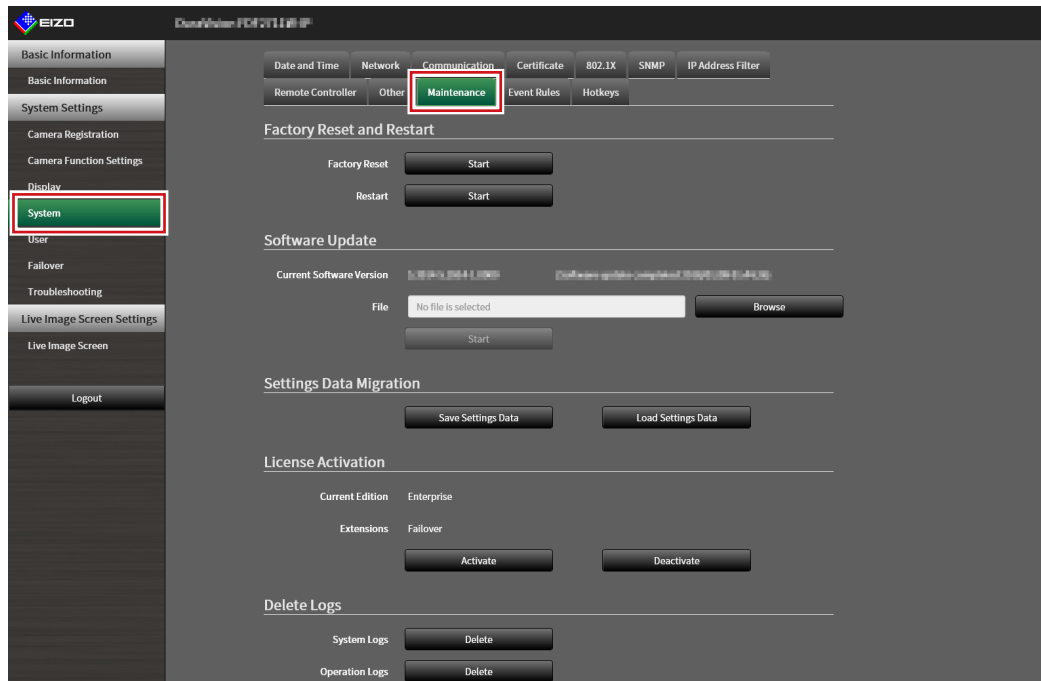 EIZO
Basic Information
Basic Information
System Settings
Camera Registration
Camera Function Settings
Display
System
User
Failover
Troubleshooting
Live Image Screen Settings
Live Image Screen
Logout
Date and Time Network Communication Certificate 802.1X SNMP IP Address Filter
Remote Controller Other Maintenance Event Rules Hotkeys
Factory Reset and Restart
Factory Reset Start
Restart Start
Software Update
Current Software Version
File No file is selected Browse
Start
Settings Data Migration
Save Settings Data Load Settings Data
License Activation
Current Edition Enterprise
Extensions Failover
Activate Deactivate
Delete Logs
System Logs Delete
Operation Logs Delete